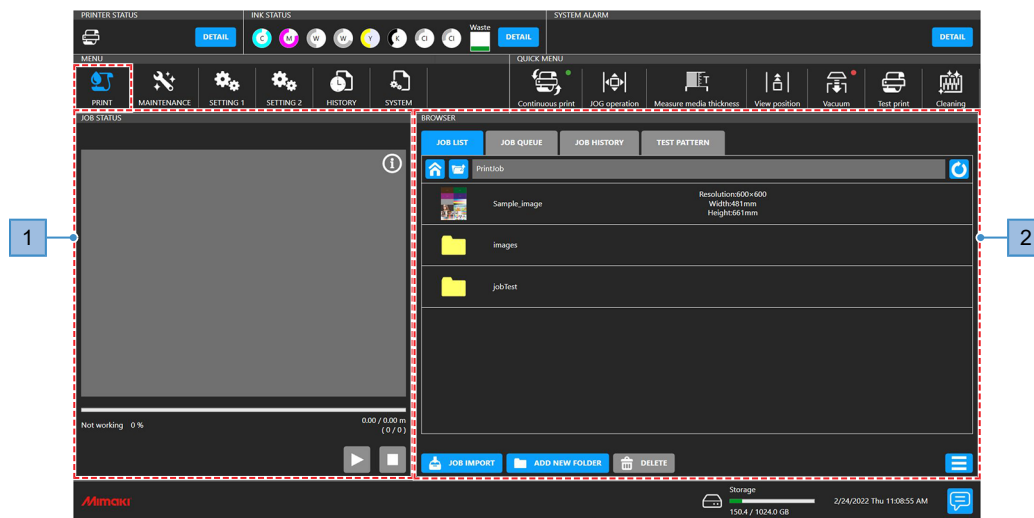 PRINTER STATUS
INK STATUS
SYSTEM ALARM
DETAIL
C M W W Y K Cl Cl
Waste
DETAIL
DETAIL
MENU
QUICK MENU
PRINT MAINTENANCE SETTING 1 SETTING 2 HISTORY SYSTEM
Continuous print JOG operation Measure media thickness View position Vacuum Test print Cleaning
JOB STATUS
BROWSER
JOB LIST JOB QUEUE JOB HISTORY TEST PATTERN
PrintJob
Sample_image
Resolution:600×600
Width:481mm
Height:661mm
1
2
images
jobTest
Not working 0 %
0.00 / 0.00 m
( 0 / 0 )
JOB IMPORT ADD NEW FOLDER DELETE
Mimaki
Storage
150.4 / 1024.0 GB
2/24/2022 Thu 11:08:55 AM